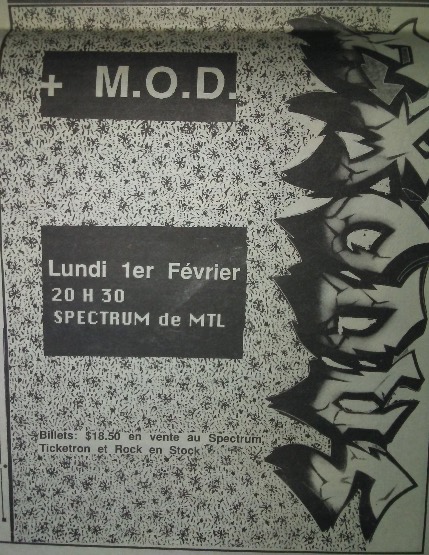 EXODUS
+ M.O.D.
Lundi 1er Février
20 H 30
SPECTRUM de MTL
Billets: $18.50 en vente au Spectrum,
Ticketron et Rock en Stock